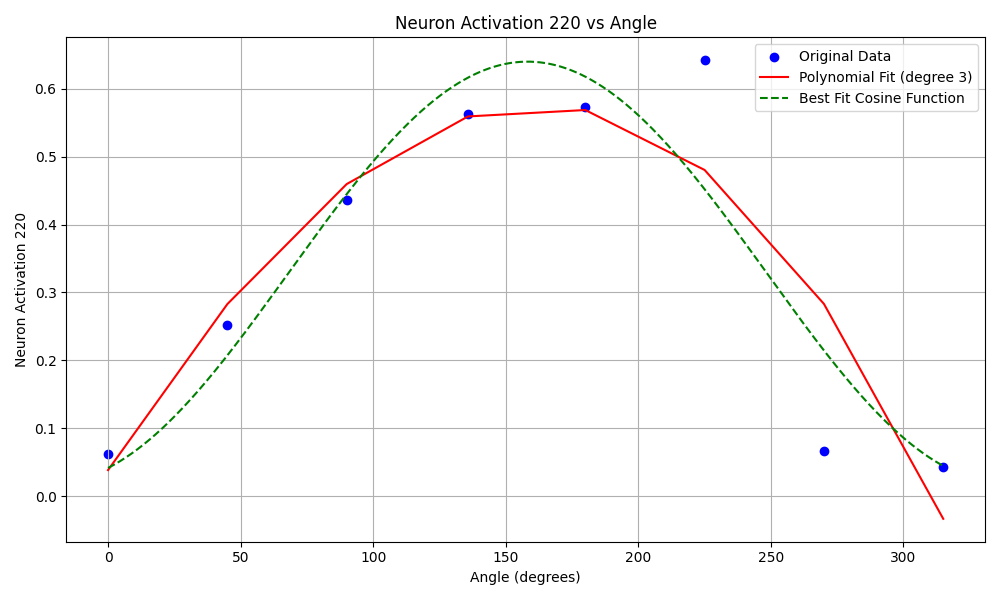 Neuron Activation 220 vs Angle
Original Data
Polynomial Fit (degree 3)
Best Fit Cosine Function
Neuron Activation 220
0.6
0.5
0.4
0.3
0.2
0.1
0.0
0 50 100 150 200 250 300
Angle (degrees)